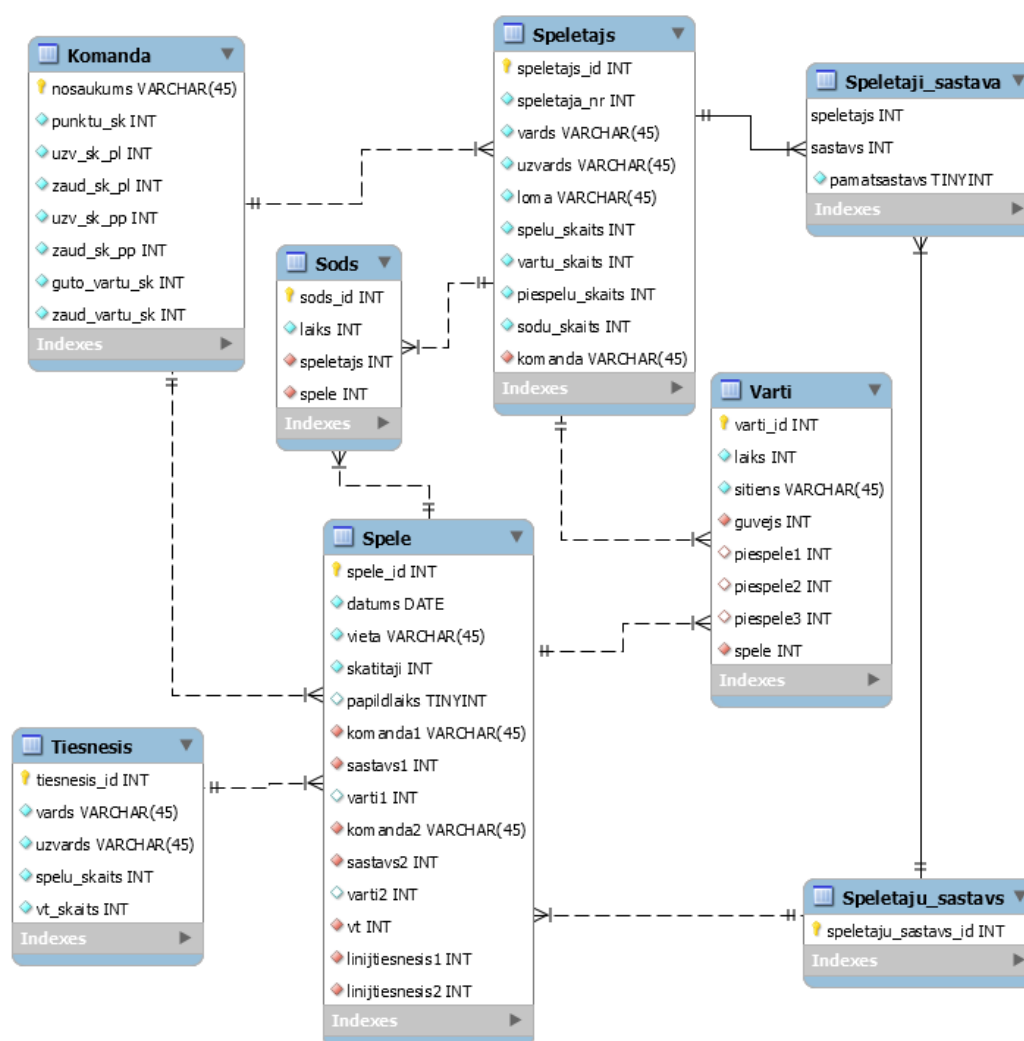 Komanda
nosaukums VARCHAR(45)
punktu_sk INT
uzv_sk_pl INT
zaud_sk_pl INT
uzv_sk_pp INT
zaud_sk_pp INT
guto_vartu_sk INT
zaud_vartu_sk INT
Indexes
Speletajs
speletajs_id INT
speletaja_nr INT
vards VARCHAR(45)
uzvards VARCHAR(45)
loma VARCHAR(45)
spelu_skaits INT
vartu_skaits INT
piespelu_skaits INT
sodu_skaits INT
komanda VARCHAR(45)
Indexes
Speletaji_sastava
speletajs INT
sastavs INT
pamatsastavs TINYINT
Indexes
Sods
sods_id INT
laiks INT
speletajs INT
spele INT
Indexes
Varti
varti_id INT
laiks INT
sitiens VARCHAR(45)
guvejs INT
piespele1 INT
piespele2 INT
piespele3 INT
spele INT
Indexes
Spele
spele_id INT
datums DATE
vieta VARCHAR(45)
skatitaji INT
papildlaiks TINYINT
komanda1 VARCHAR(45)
sastavs1 INT
varti1 INT
komanda2 VARCHAR(45)
sastavs2 INT
varti2 INT
vt INT
linijtiesnesis1 INT
linijtiesnesis2 INT
Indexes
Tiesnesis
tiesnesis_id INT
vards VARCHAR(45)
uzvards VARCHAR(45)
spelu_skaits INT
vt_skaits INT
Indexes
Speletaju_sastavs
speletaju_sastavs_id INT
Indexes